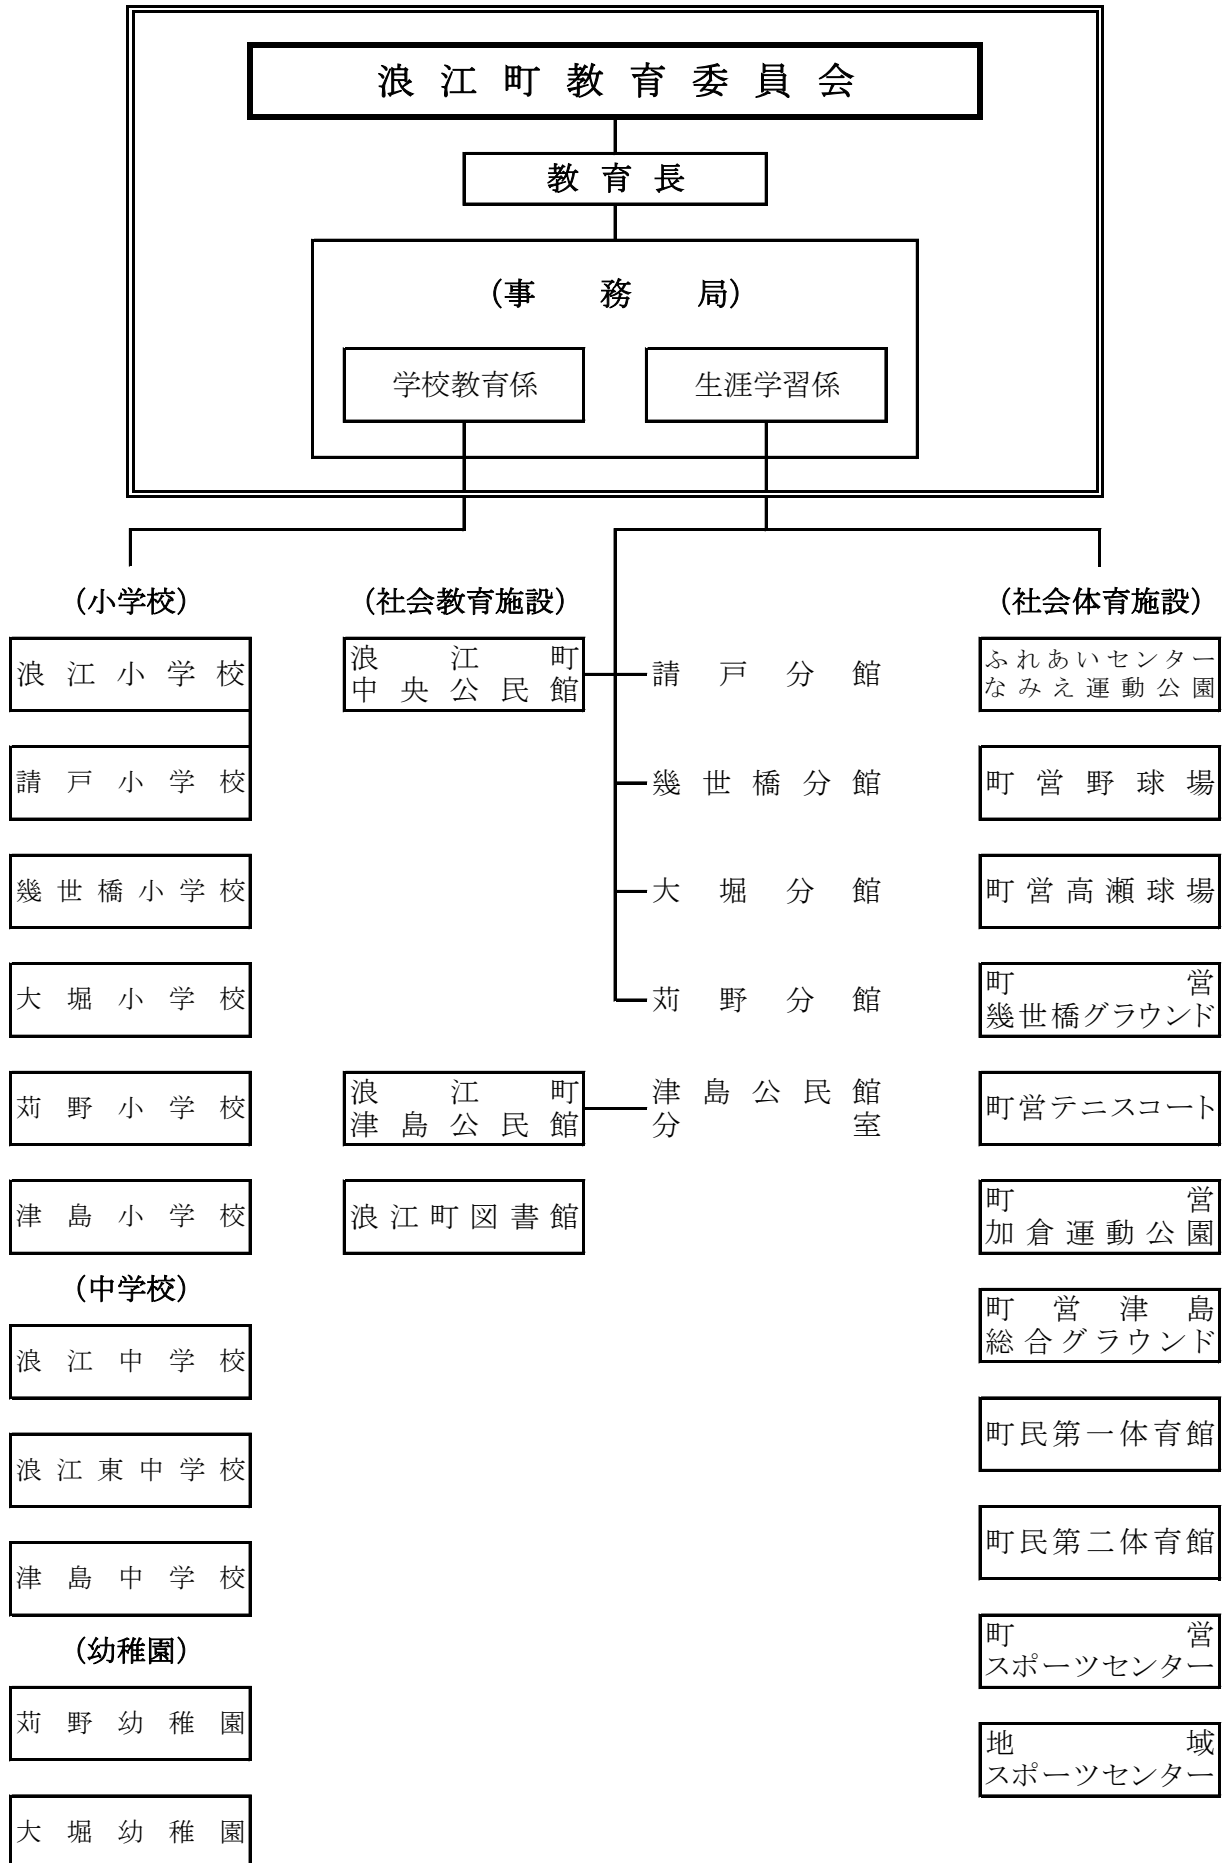 浪江町教育委員会
教育長
(事務局)
学校教育係
生涯学習係
(小学校)
浪江小学校
請戸小学校
幾世橋小学校
大堀小学校
苅野小学校
津島小学校
(中学校)
浪江中学校
浪江東中学校
津島中学校
(幼稚園)
苅野幼稚園
大堀幼稚園
(社会教育施設)
浪江町
中央公民館
請戸分館
幾世橋分館
大堀分館
苅野分館
浪江町
津島公民館
津島公民館
分室
浪江町図書館
(社会体育施設)
ふれあいセンター
なみえ運動公園
町営野球場
町営高瀬球場
町営
幾世橋グラウンド
町営テニスコート
町営
加倉運動公園
町営津島
総合グラウンド
町民第一体育館
町民第二体育館
町営
スポーツセンター
地域
スポーツセンター